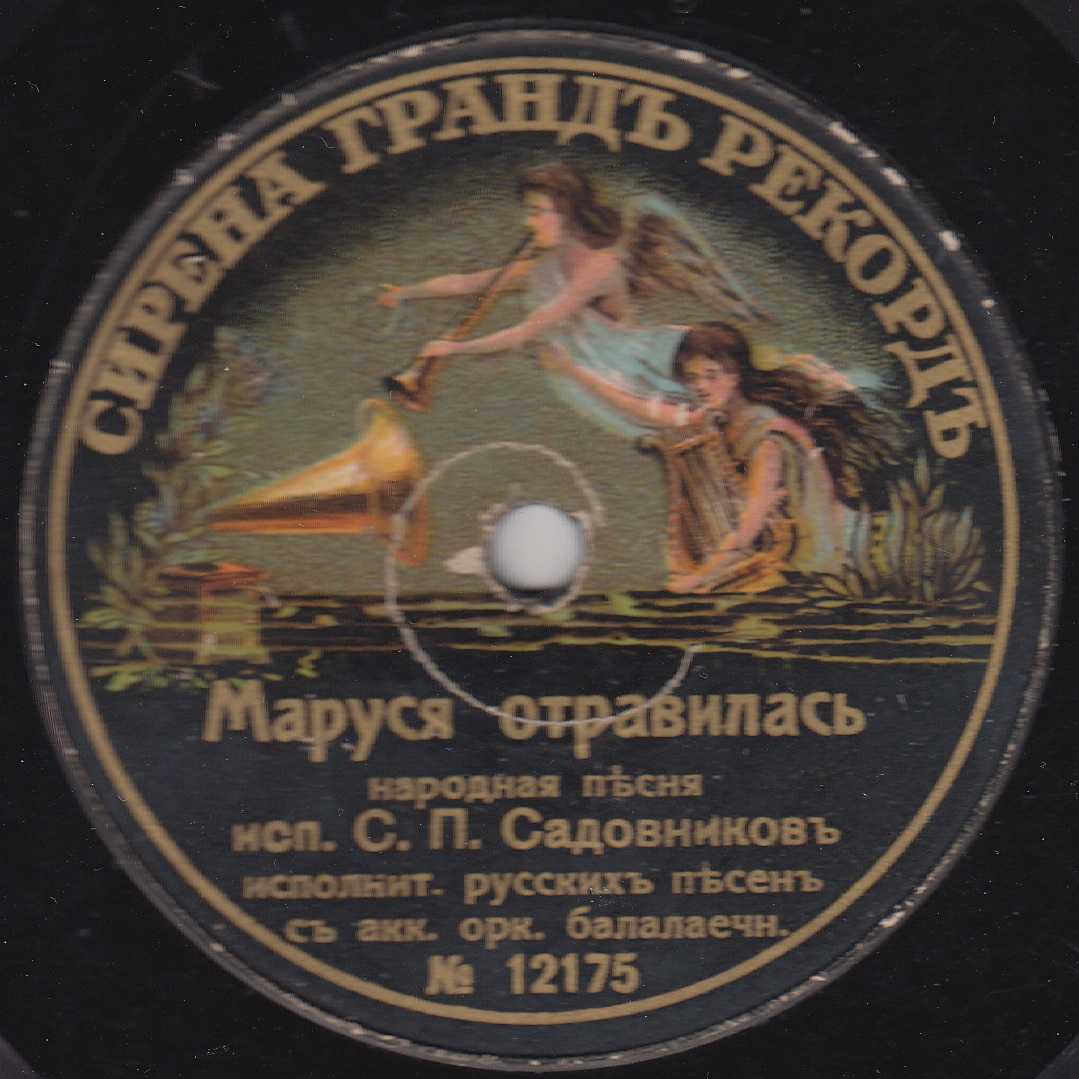 СИРЕНА ГРАНДЪ РЕКОРДЪ
Маруся отравилась
народная пѣсня
исп. С. П. Садовниковъ
исполнит. русскихъ пѣсенъ
съ акк. орк. балалаечн.
№ 12175